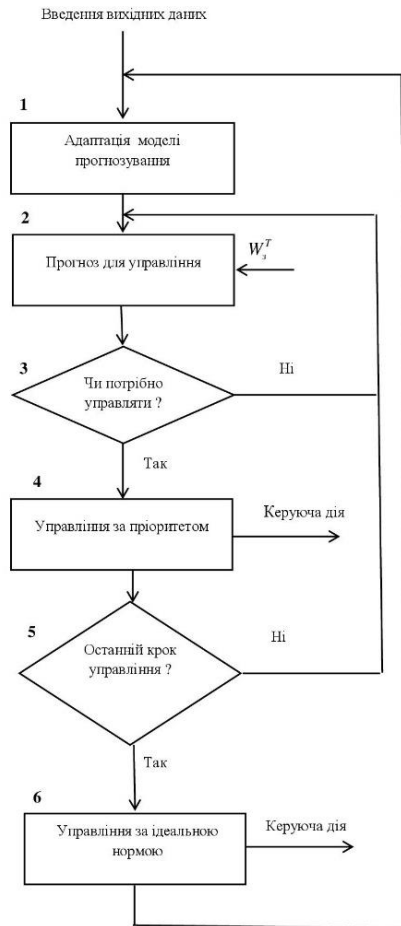 Введення вихідних даних
1
Адаптація моделі
прогнозування
2
Прогноз для управління
W_з^T
3
Чи потрібно
управляти ?
Ні
Так
4
Управління за пріоритетом
Керуюча дія
5
Останній крок
управління ?
Ні
Так
6
Управління за ідеальною
нормою
Керуюча дія